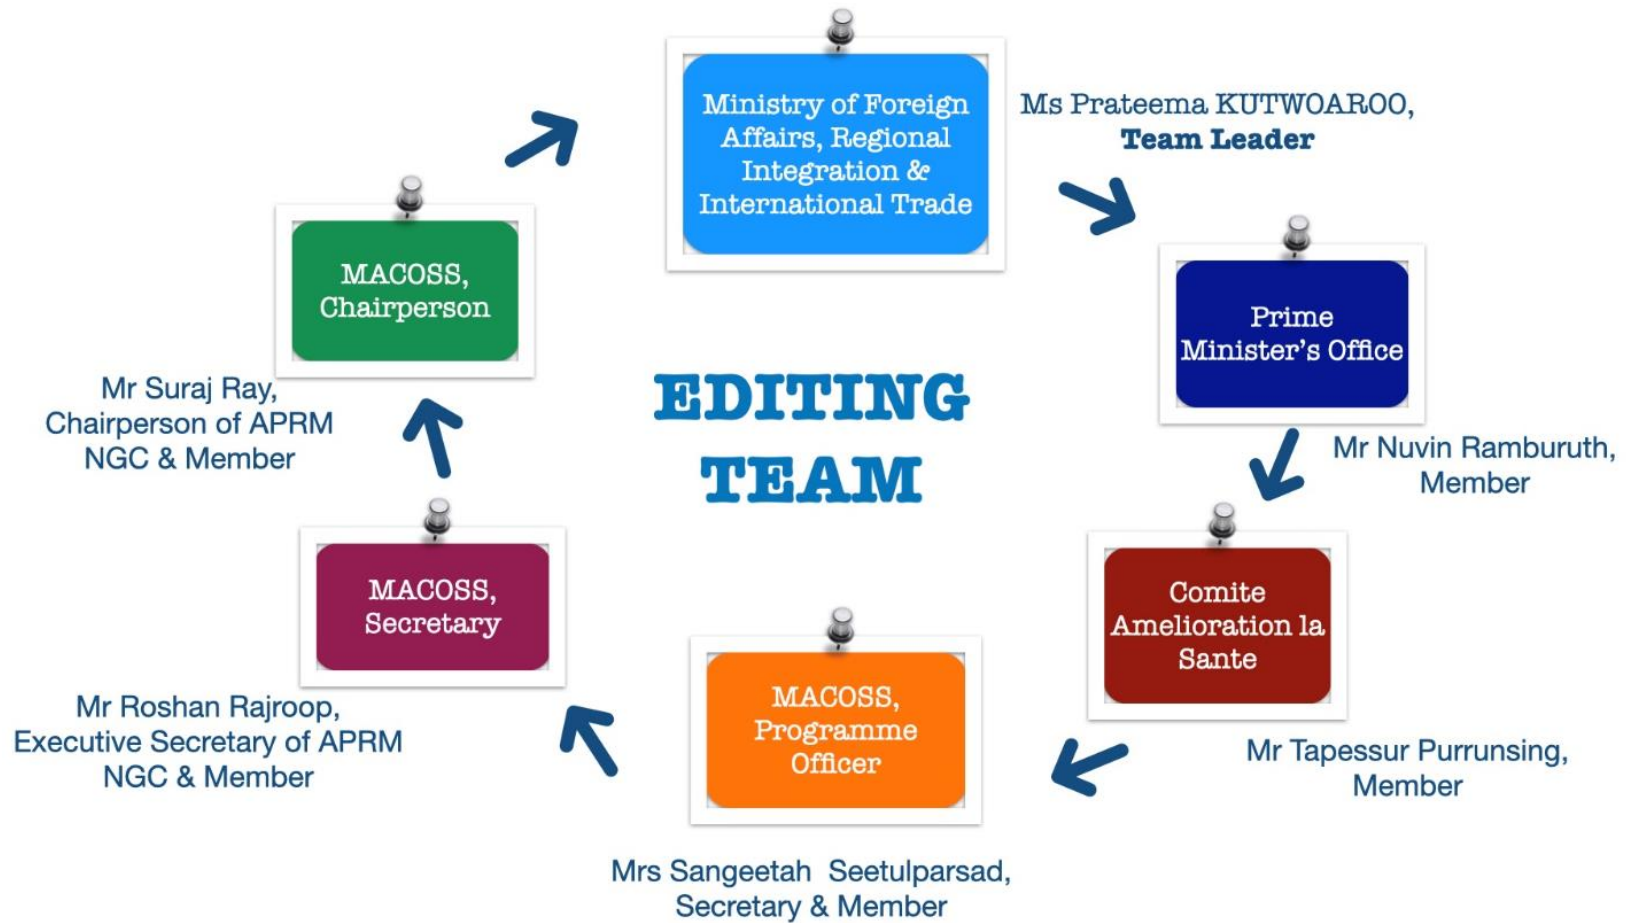 Ministry of Foreign
Affairs, Regional
Integration &
International Trade
Ms Prateema KUTWOAROO,
Team Leader
Prime
Minister's Office
Mr Nuvin Ramburuth,
Member
Comite
Amelioration la
Sante
Mr Tapessur Purrunsing,
Member
MACOSS,
Programme
Officer
Mrs Sangeetah Seetulparsad,
Secretary & Member
MACOSS,
Secretary
Mr Roshan Rajroop,
Executive Secretary of APRM
NGC & Member
MACOSS,
Chairperson
Mr Suraj Ray,
Chairperson of APRM
NGC & Member
EDITING
TEAM